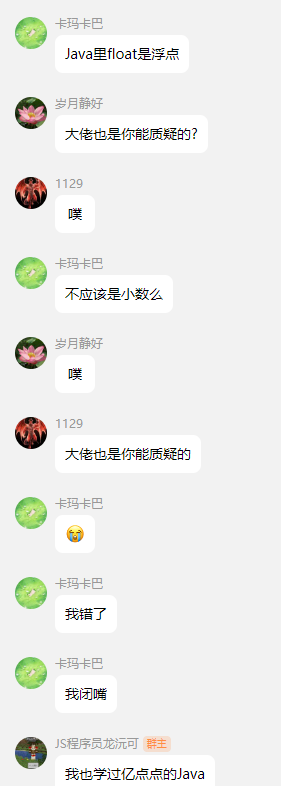 卡玛卡巴
Java里float是浮点
岁月静好
大佬也是你能质疑的?
1129
噗
卡玛卡巴
不应该是小数么
岁月静好
噗
1129
大佬也是你能质疑的
卡玛卡巴
😭
卡玛卡巴
我错了
卡玛卡巴
我闭嘴
JS程序员龙沅可 群主
我也学过亿点点的Java